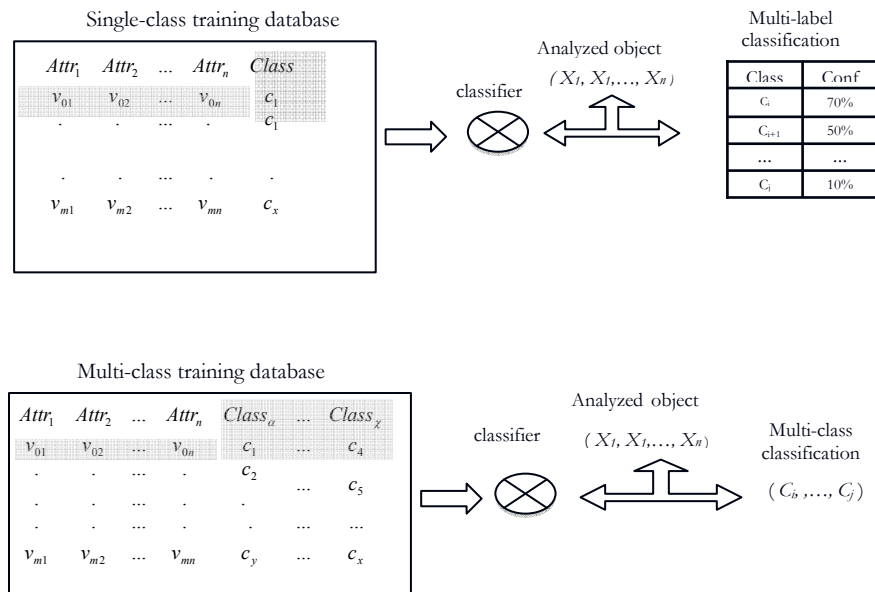 Single-class training database
Attr1 Attr2 ... Attrn Class
v01 v02 ... v0n c1
. . ... . c1
. . ... . .
vm1 vm2 ... vmn cx
classifier
Analyzed object
(X1, X1,..., Xn)
Multi-label
classification
Class Conf
Ci 70%
Ci+1 50%
... ...
Cj 10%
Multi-class training database
Attr1 Attr2 ... Attrn Classα ... Classχ
v01 v02 ... v0n c1 ... c4
. . ... . c2 ... c5
. . ... . .
. . ... . . ... ...
vm1 vm2 ... vmn cy ... cx
classifier
Analyzed object
(X1, X1,..., Xn)
Multi-class
classification
(Ci, ,..., Cj)